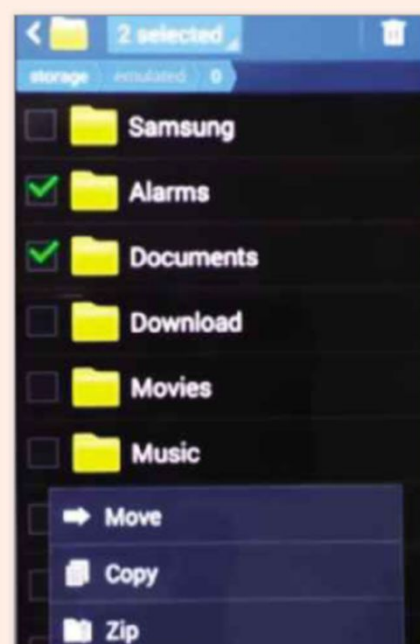 2 selected
storage emulated 0
Samsung
Alarms
Documents
Download
Movies
Music
Move
Copy
Zip